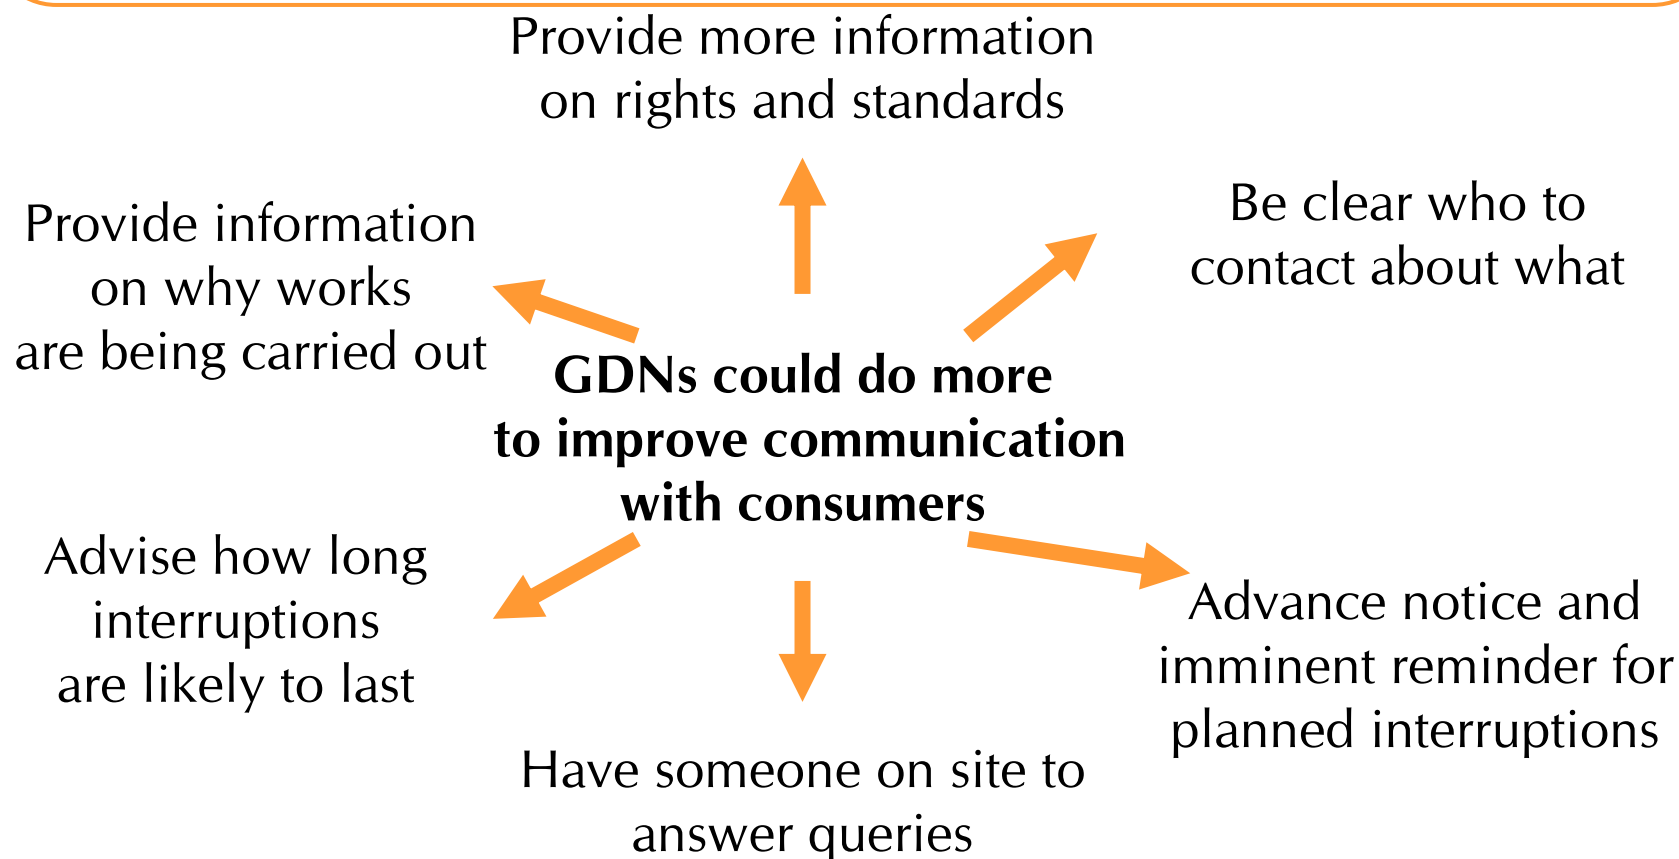 Provide more information
on rights and standards
Be clear who to
contact about what
Provide information
on why works
are being carried out
GDNs could do more
to improve communication
with consumers
Advise how long
interruptions
are likely to last
Advance notice and
imminent reminder for
planned interruptions
Have someone on site to
answer queries